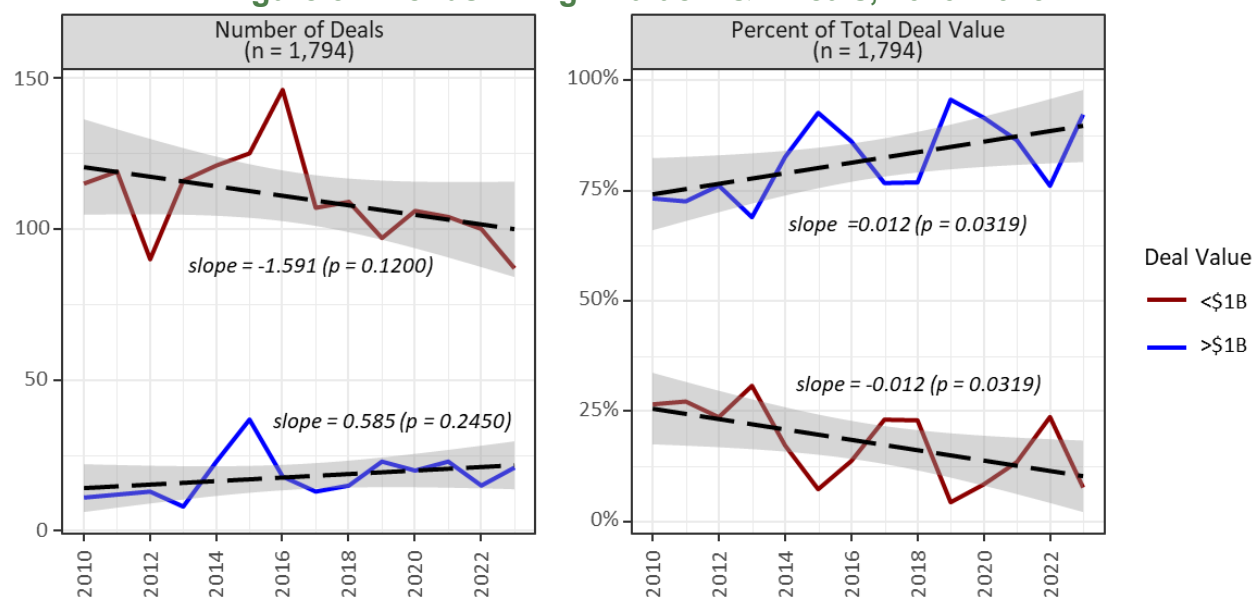 Number of Deals
(n = 1,794)
150
100
50
0
slope = -1.591 (p = 0.1200)
slope = 0.585 (p = 0.2450)
2010
2012
2014
2016
2018
2020
2022
Percent of Total Deal Value
(n = 1,794)
100%
75%
50%
25%
0%
slope =0.012 (p = 0.0319)
slope = -0.012 (p = 0.0319)
2010
2012
2014
2016
2018
2020
2022
Deal Value
<$1B
>$1B